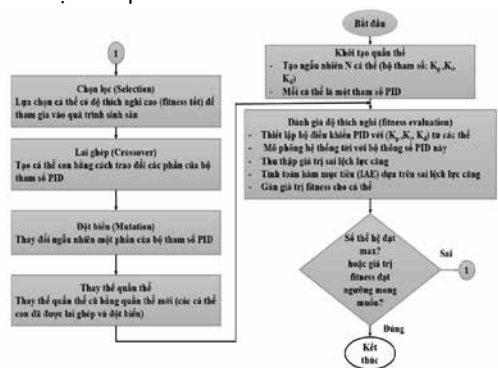 1
Chọn lọc (Selection)
Lựa chọn cá thể có độ thích nghi cao (fitness tốt) để
tham gia vào quá trình sinh sản
Lai ghép (Crossover)
Tạo cá thể con bằng cách trao đổi các phần của bộ
tham số PID
Đột biến (Mutation)
Thay đổi ngẫu nhiên một phần của bộ tham số PID
Thay thế quần thể
Thay thế quần thể cũ bằng quần thể mới (các cá thể
con đã được lai ghép và đột biến)
Bắt đầu
Khởi tạo quần thể
- Tạo ngẫu nhiên N cá thể (bộ tham số: Kp ,Ki,
Kd)
- Mỗi cá thể là một tham số PID
Đánh giá độ thích nghi (fitness evaluation)
- Thiết lập bộ điều khiển PID với (Kp ,Ki, Kd) từ các thể
- Mô phỏng hệ thống tời với bộ thông số PID này
- Thu thập giá trị sai lệch lực căng
- Tính toán hàm mục tiêu (IAE) dựa trên sai lệch lực căng
- Gán giá trị fitness cho cá thể
Số thế hệ đạt
max?
hoặc giá trị
fitness đạt
ngưỡng mong
muốn?
Sai
1
Đúng
Kết
thúc